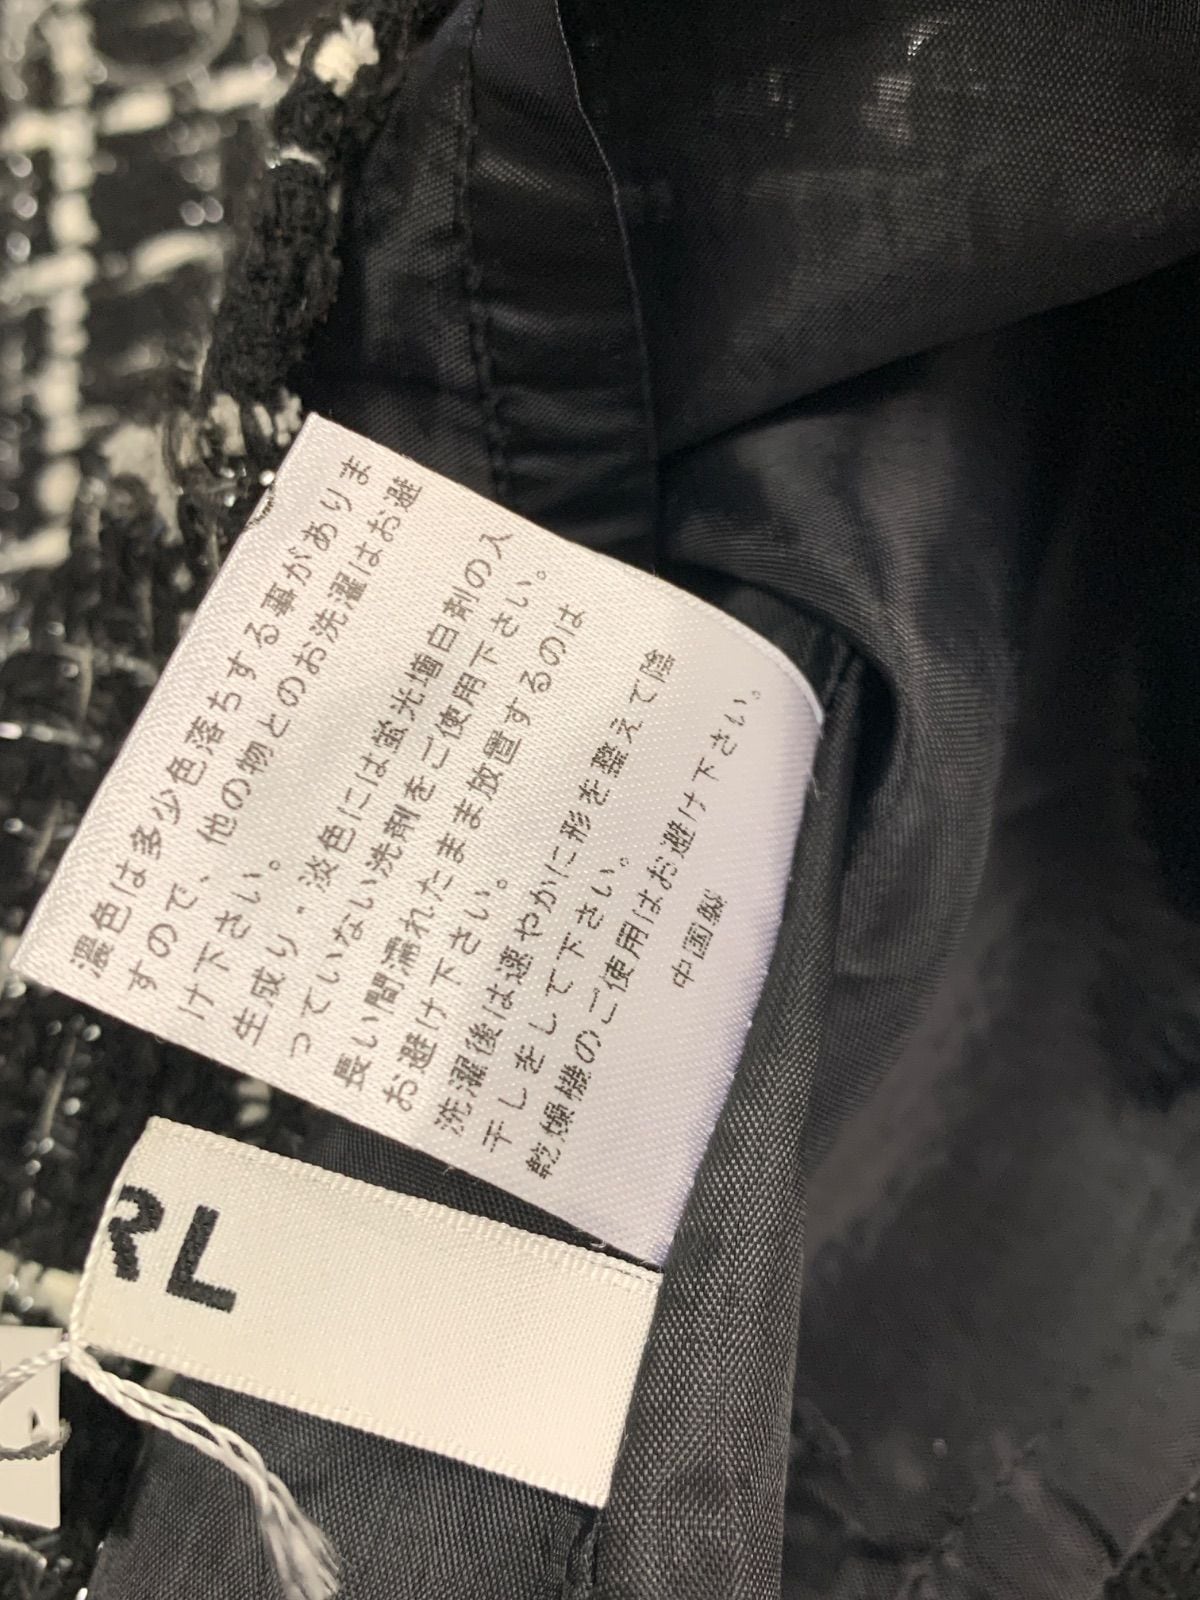 濃色は多少色落ちする事がありま
すので、他の物とのお洗濯はお避
け下さい。
生成り・淡色には蛍光増白剤の入
っていない洗剤をご使用下さい。
長い間濡れたまま放置するのは
お避け下さい。
洗濯後は速やかに形を整えて陰
干しをして下さい。
乾燥機のご使用はお避け下さい。
中国製
RL